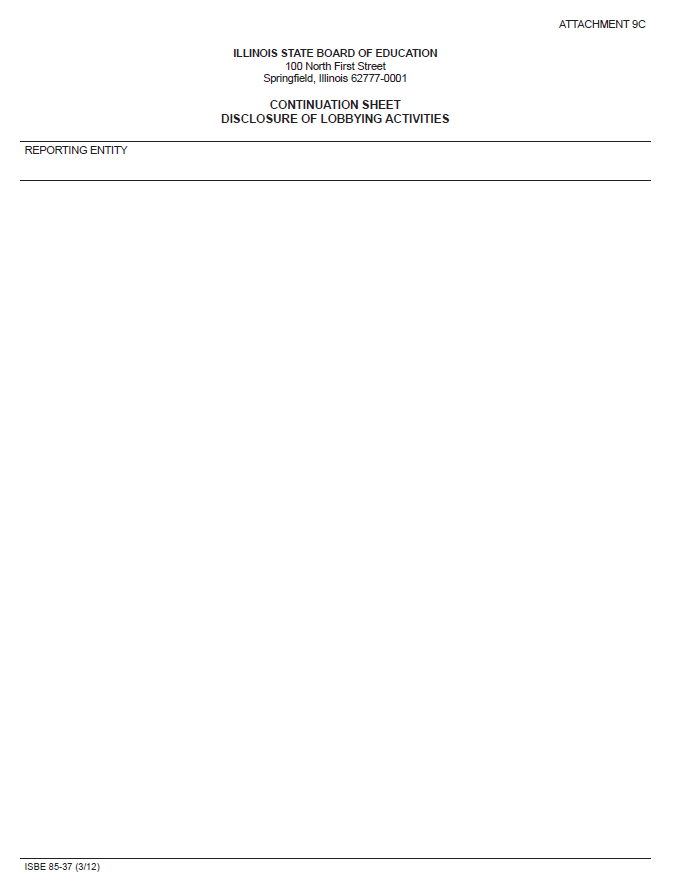 ATTACHMENT 9C
ILLINOIS STATE BOARD OF EDUCATION
100 North First Street
Springfield, Illinois 62777-0001
CONTINUATION SHEET
DISCLOSURE OF LOBBYING ACTIVITIES
REPORTING ENTITY
ISBE 85-37 (3/12)